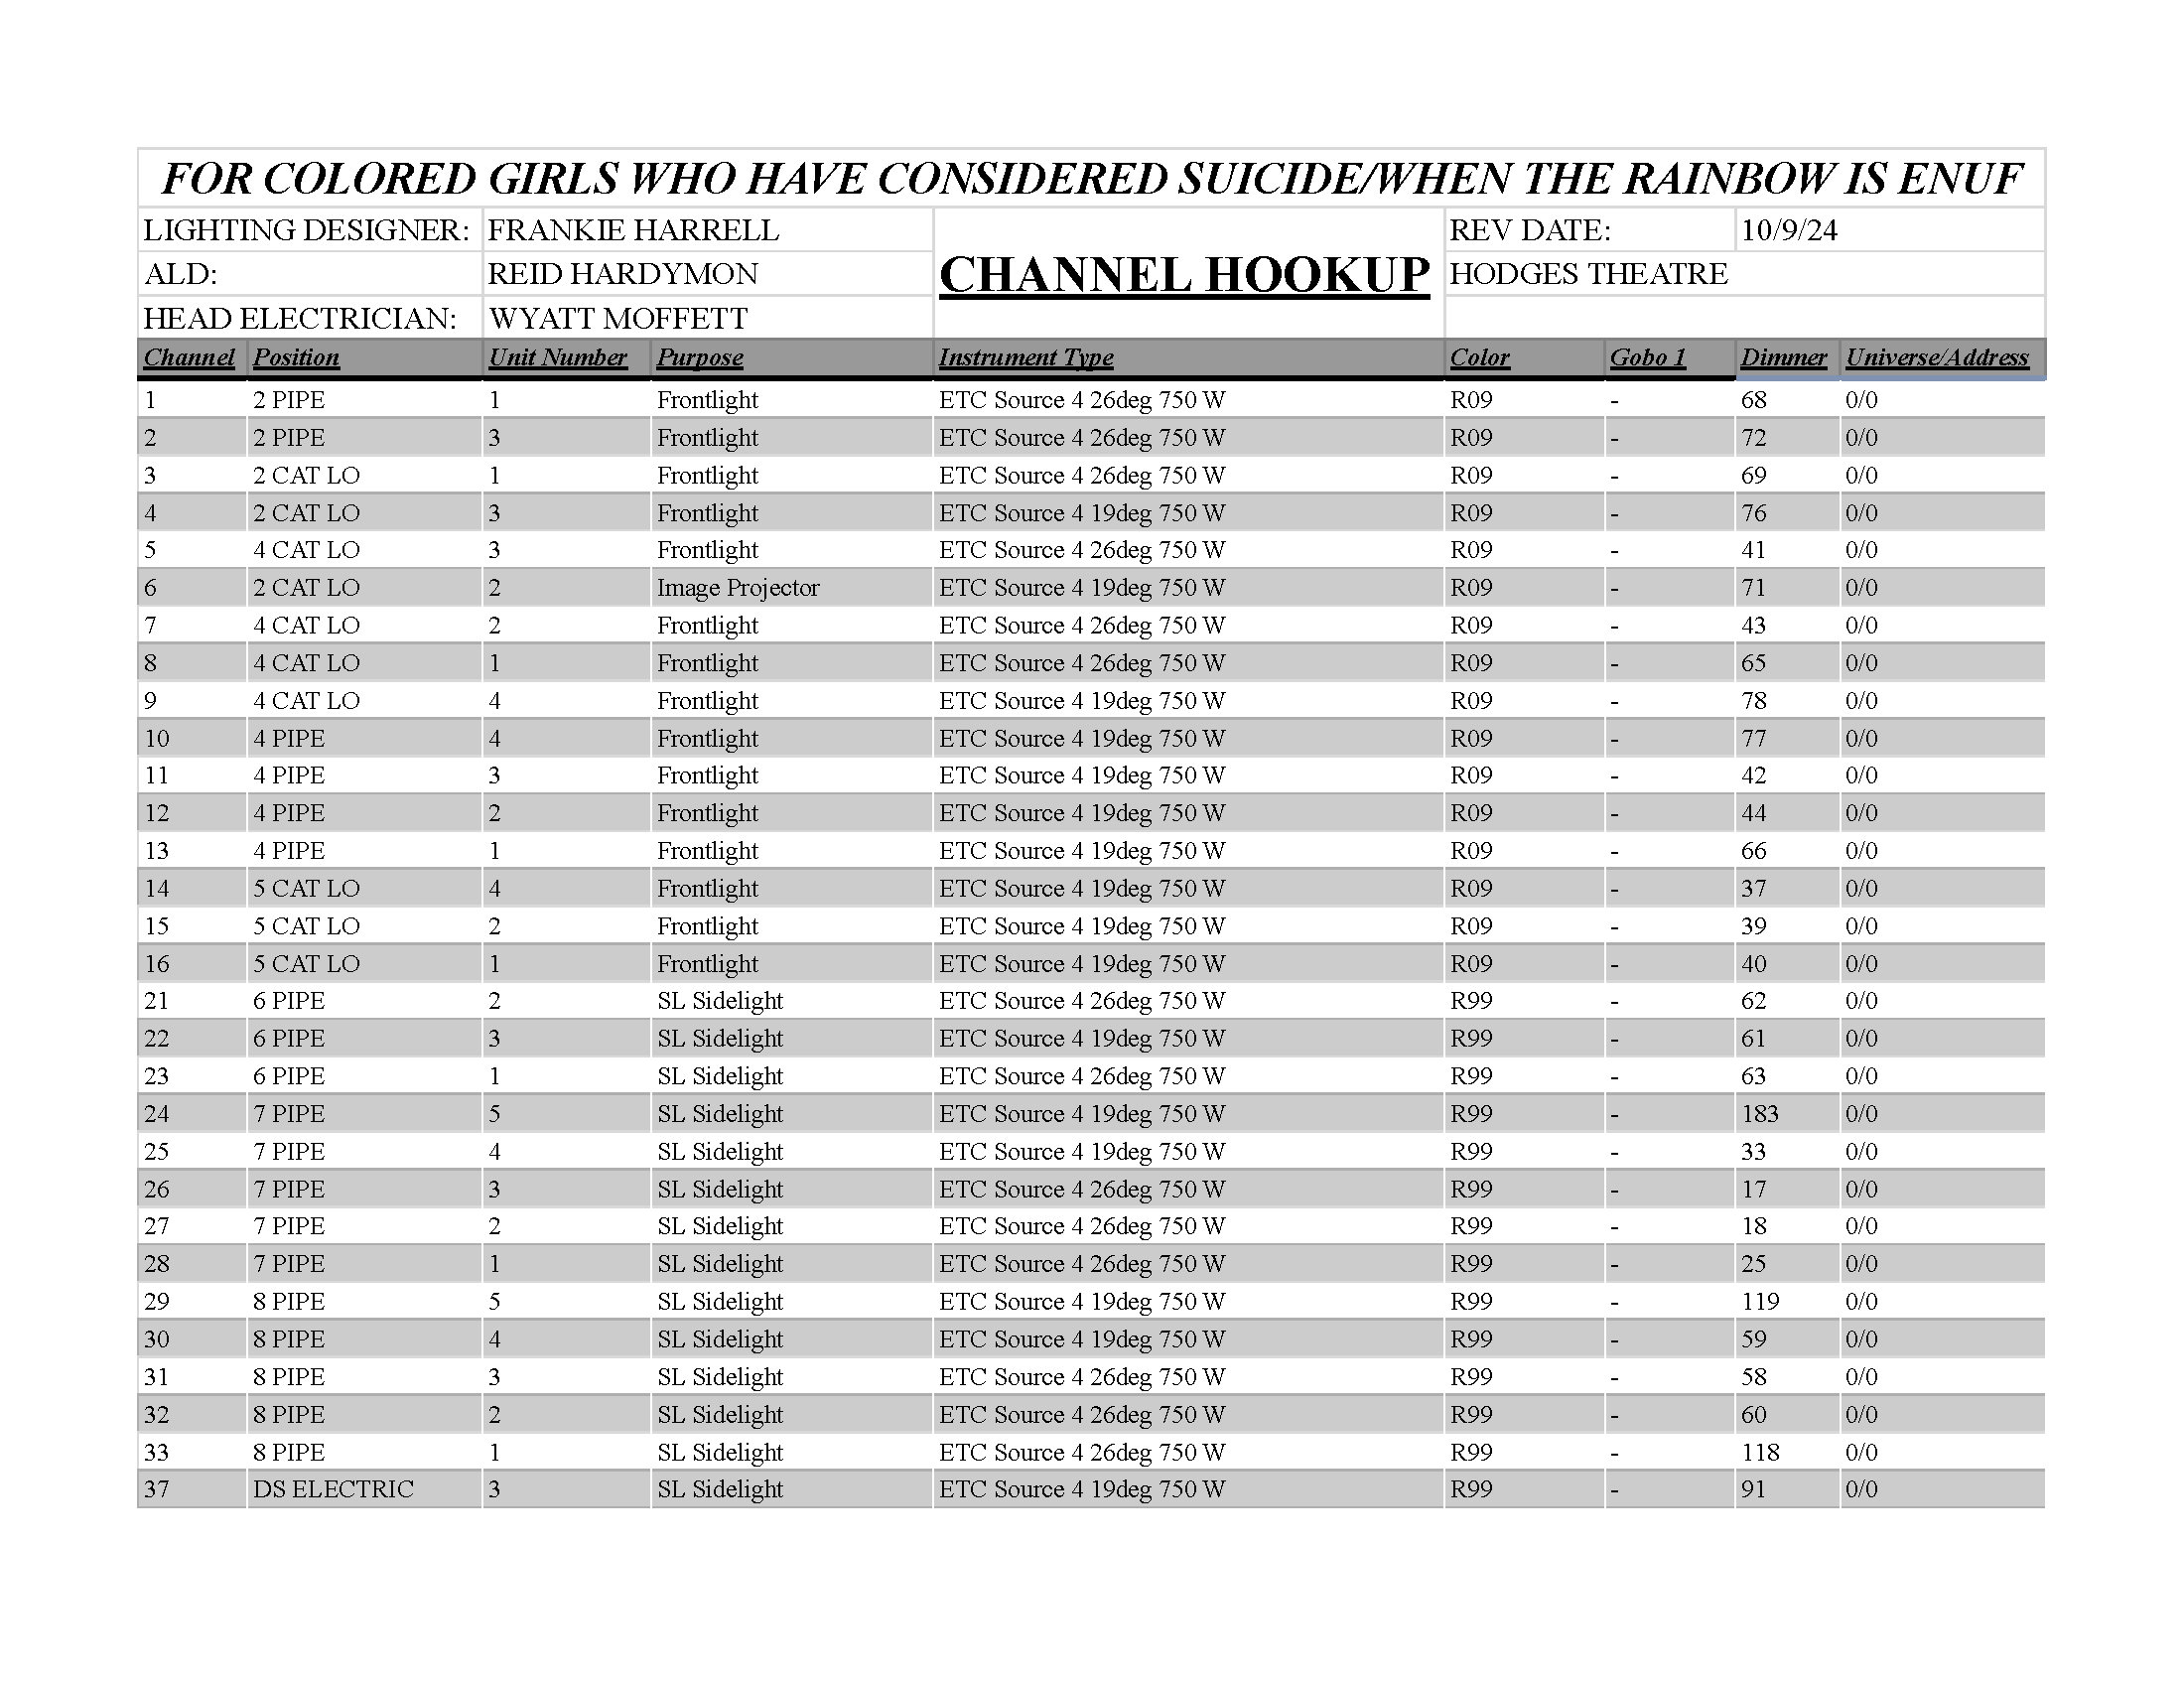 FOR COLORED GIRLS WHO HAVE CONSIDERED SUICIDE/WHEN THE RAINBOW IS ENUF
LIGHTING DESIGNER: FRANKIE HARRELL CHANNEL HOOKUP REV DATE: 10/9/24
ALD: REID HARDYMON HODGES THEATRE
HEAD ELECTRICIAN: WYATT MOFFETT
Channel Position Unit Number Purpose Instrument Type Color Gobo 1 Dimmer Universe/Address
1 2 PIPE 1 Frontlight ETC Source 4 26deg 750 W R09 - 68 0/0
2 2 PIPE 3 Frontlight ETC Source 4 26deg 750 W R09 - 72 0/0
3 2 CAT LO 1 Frontlight ETC Source 4 26deg 750 W R09 - 69 0/0
4 2 CAT LO 3 Frontlight ETC Source 4 19deg 750 W R09 - 76 0/0
5 4 CAT LO 3 Frontlight ETC Source 4 26deg 750 W R09 - 41 0/0
6 2 CAT LO 2 Image Projector ETC Source 4 19deg 750 W R09 - 71 0/0
7 4 CAT LO 2 Frontlight ETC Source 4 26deg 750 W R09 - 43 0/0
8 4 CAT LO 1 Frontlight ETC Source 4 26deg 750 W R09 - 65 0/0
9 4 CAT LO 4 Frontlight ETC Source 4 19deg 750 W R09 - 78 0/0
10 4 PIPE 4 Frontlight ETC Source 4 19deg 750 W R09 - 77 0/0
11 4 PIPE 3 Frontlight ETC Source 4 19deg 750 W R09 - 42 0/0
12 4 PIPE 2 Frontlight ETC Source 4 19deg 750 W R09 - 44 0/0
13 4 PIPE 1 Frontlight ETC Source 4 19deg 750 W R09 - 66 0/0
14 5 CAT LO 4 Frontlight ETC Source 4 19deg 750 W R09 - 37 0/0
15 5 CAT LO 2 Frontlight ETC Source 4 19deg 750 W R09 - 39 0/0
16 5 CAT LO 1 Frontlight ETC Source 4 19deg 750 W R09 - 40 0/0
21 6 PIPE 2 SL Sidelight ETC Source 4 26deg 750 W R99 - 62 0/0
22 6 PIPE 3 SL Sidelight ETC Source 4 19deg 750 W R99 - 61 0/0
23 6 PIPE 1 SL Sidelight ETC Source 4 26deg 750 W R99 - 63 0/0
24 7 PIPE 5 SL Sidelight ETC Source 4 19deg 750 W R99 - 183 0/0
25 7 PIPE 4 SL Sidelight ETC Source 4 19deg 750 W R99 - 33 0/0
26 7 PIPE 3 SL Sidelight ETC Source 4 26deg 750 W R99 - 17 0/0
27 7 PIPE 2 SL Sidelight ETC Source 4 26deg 750 W R99 - 18 0/0
28 7 PIPE 1 SL Sidelight ETC Source 4 26deg 750 W R99 - 25 0/0
29 8 PIPE 5 SL Sidelight ETC Source 4 19deg 750 W R99 - 119 0/0
30 8 PIPE 4 SL Sidelight ETC Source 4 19deg 750 W R99 - 59 0/0
31 8 PIPE 3 SL Sidelight ETC Source 4 26deg 750 W R99 - 58 0/0
32 8 PIPE 2 SL Sidelight ETC Source 4 26deg 750 W R99 - 60 0/0
33 8 PIPE 1 SL Sidelight ETC Source 4 26deg 750 W R99 - 118 0/0
37 DS ELECTRIC 3 SL Sidelight ETC Source 4 19deg 750 W R99 - 91 0/0